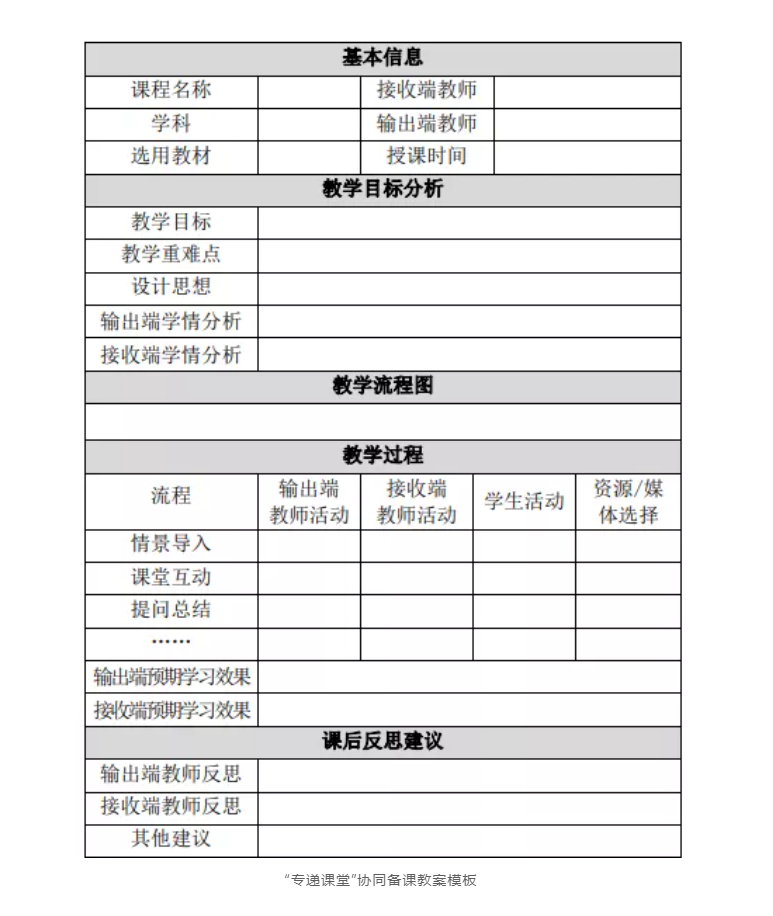 基本信息
课程名称 接收端教师
学科 输出端教师
选用教材 授课时间
教学目标分析
教学目标
教学重难点
设计思想
输出端学情分析
接收端学情分析
教学流程图
教学过程
流程
输出端
教师活动
接收端
教师活动
学生活动
资源/媒
体选择
情景导入
课堂互动
提问总结
……
输出端预期学习效果
接收端预期学习效果
课后反思建议
输出端教师反思
接收端教师反思
其他建议
“专递课堂”协同备课教案模板